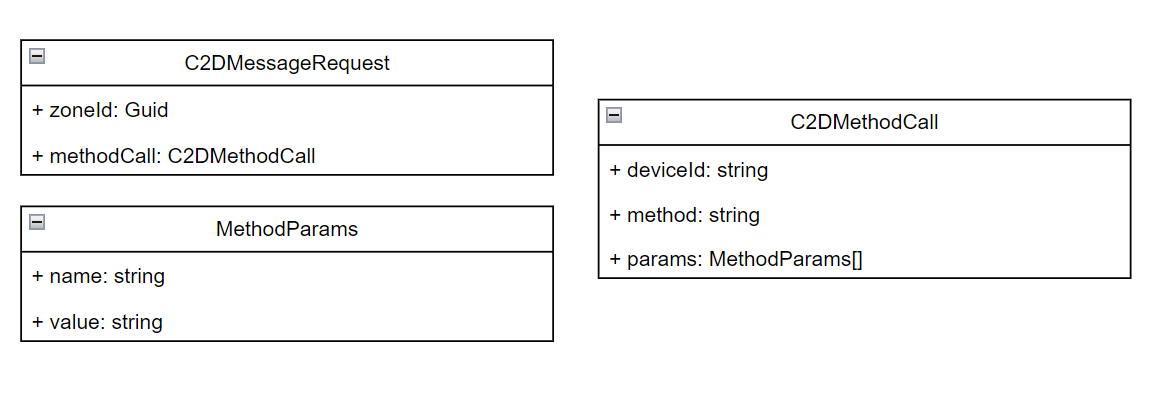 C2DMessageRequest
+ zoneId: Guid
+ methodCall: C2DMethodCall
MethodParams
+ name: string
+ value: string
C2DMethodCall
+ deviceId: string
+ method: string
+ params: MethodParams[]